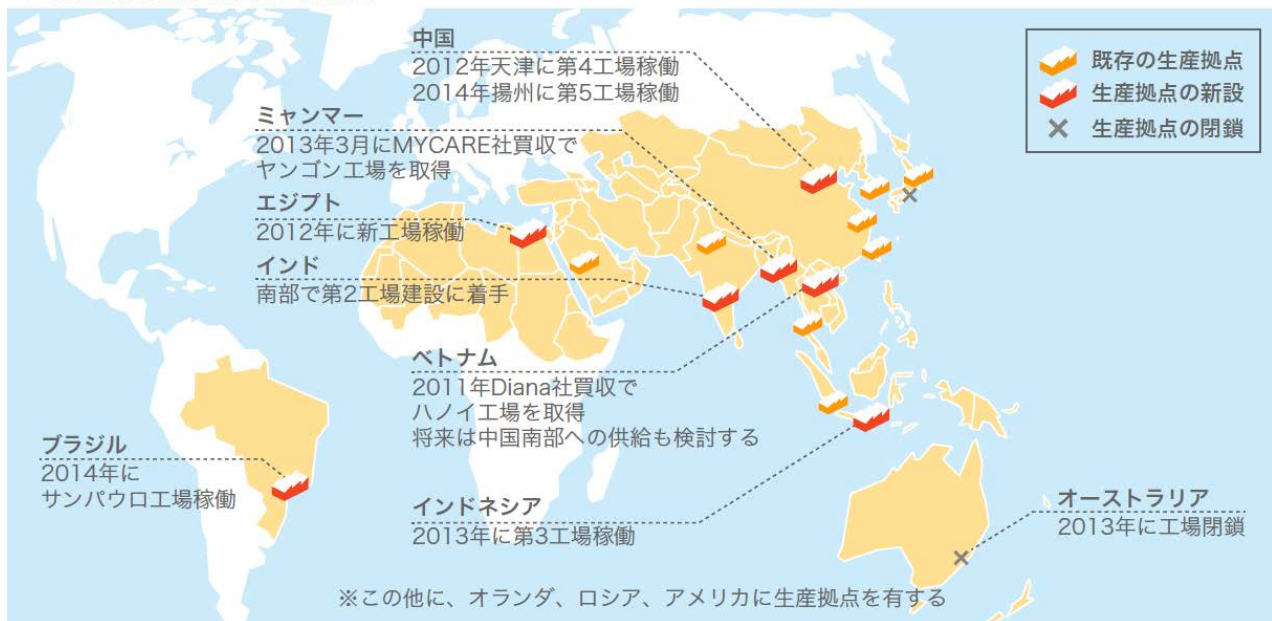 中国
2012年天津に第4工場稼働
2014年揚州に第5工場稼働
既存の生産拠点
生産拠点の新設
生産拠点の閉鎖
ミャンマー
2013年3月にMYCARE社買収で
ヤンゴン工場を取得
エジプト
2012年に新工場稼働
インド
南部で第2工場建設に着手
ベトナム
2011年Diana社買収で
ハノイ工場を取得
将来は中国南部への供給も検討する
ブラジル
2014年に
サンパウロ工場稼働
インドネシア
2013年に第3工場稼働
オーストラリア
2013年に工場閉鎖
※この他に、オランダ、ロシア、アメリカに生産拠点を有する